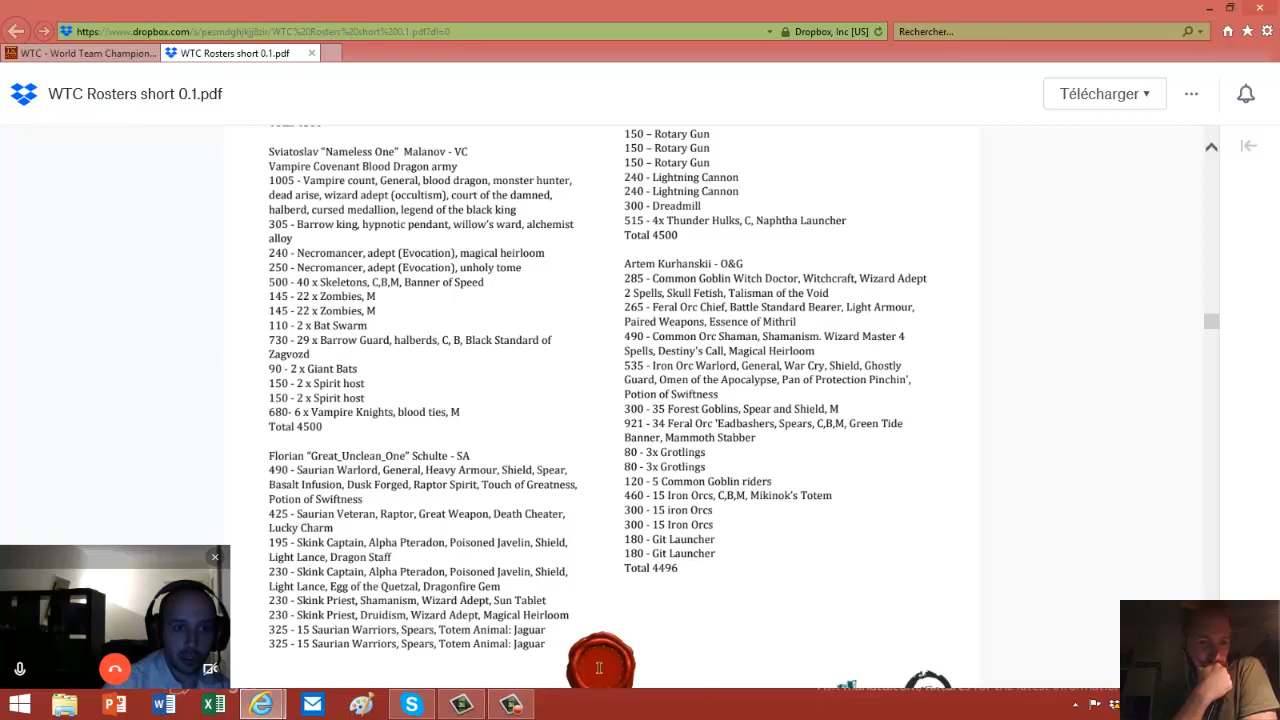 https://www.dropbox.com/s/pesmdghjkjj8zir/WTC%20Rosters%20short%200.1.pdf?dl=0
Dropbox, Inc [US]
Rechercher...
WTC - World Team Champion...
WTC Rosters short 0.1.pdf
WTC Rosters short 0.1.pdf
Télécharger
Sviatoslav “Nameless One” Malanov - VC
Vampire Covenant Blood Dragon army
1005 - Vampire count, General, blood dragon, monster hunter,
dead arise, wizard adept (occultism), court of the damned,
halberd, cursed medallion, legend of the black king
305 - Barrow king, hypnotic pendant, willow's ward, alchemist
alloy
240 - Necromancer, adept (Evocation), magical heirloom
250 - Necromancer, adept (Evocation), unholy tome
500 - 40 x Skeletons, C,B,M, Banner of Speed
145 - 22 x Zombies, M
145 - 22 x Zombies, M
110 - 2 x Bat Swarm
730 - 29 x Barrow Guard, halberds, C, B, Black Standard of
Zagvozd
90 - 2 x Giant Bats
150 - 2 x Spirit host
150 - 2 x Spirit host
680- 6 x Vampire Knights, blood ties, M
Total 4500
Florian “Great_Unclean_One” Schulte - SA
490 - Saurian Warlord, General, Heavy Armour, Shield, Spear,
Basalt Infusion, Dusk Forged, Raptor Spirit, Touch of Greatness,
Potion of Swiftness
425 - Saurian Veteran, Raptor, Great Weapon, Death Cheater,
Lucky Charm
195 - Skink Captain, Alpha Pteradon, Poisoned Javelin, Shield,
Light Lance, Dragon Staff
230 - Skink Captain, Alpha Pteradon, Poisoned Javelin, Shield,
Light Lance, Egg of the Quetzal, Dragonfire Gem
230 - Skink Priest, Shamanism, Wizard Adept, Sun Tablet
230 - Skink Priest, Druidism, Wizard Adept, Magical Heirloom
325 - 15 Saurian Warriors, Spears, Totem Animal: Jaguar
325 - 15 Saurian Warriors, Spears, Totem Animal: Jaguar
150 – Rotary Gun
150 – Rotary Gun
150 – Rotary Gun
240 - Lightning Cannon
240 - Lightning Cannon
300 - Dreadmill
515 - 4x Thunder Hulks, C, Naphtha Launcher
Total 4500
Artem Kurhanskii - O&G
285 - Common Goblin Witch Doctor, Witchcraft, Wizard Adept
2 Spells, Skull Fetish, Talisman of the Void
265 - Feral Orc Chief, Battle Standard Bearer, Light Armour,
Paired Weapons, Essence of Mithril
490 - Common Orc Shaman, Shamanism. Wizard Master 4
Spells, Destiny's Call, Magical Heirloom
535 - Iron Orc Warlord, General, War Cry, Shield, Ghostly
Guard, Omen of the Apocalypse, Pan of Protection Pinchin',
Potion of Swiftness
300 - 35 Forest Goblins, Spear and Shield, M
921 - 34 Feral Orc 'Eadbashers, Spears, C,B,M, Green Tide
Banner, Mammoth Stabber
80 - 3x Grotlings
80 - 3x Grotlings
120 - 5 Common Goblin riders
460 - 15 Iron Orcs, C,B,M, Mikinok's Totem
300 - 15 iron Orcs
300 - 15 Iron Orcs
180 - Git Launcher
180 - Git Launcher
Total 4496